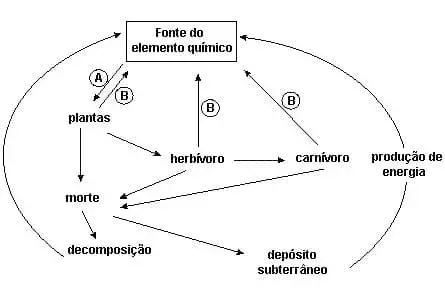 Fonte do
elemento químico
A
B
plantas
B
B
herbívoro
carnívoro
produção de
energia
morte
decomposição
depósito
subterrâneo